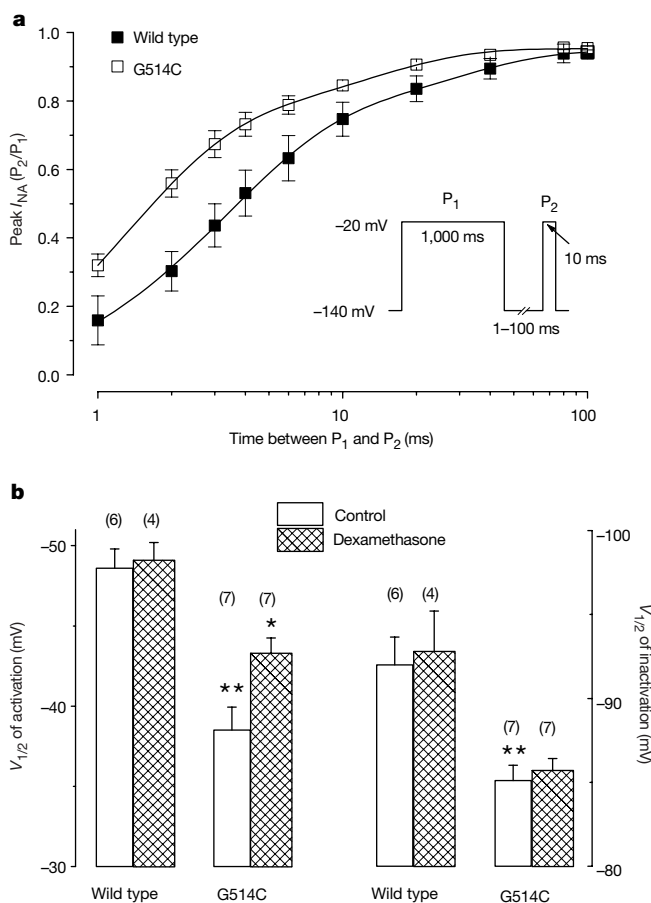 a
Wild type
G514C
Peak I_NA (P2/P1)
1.0
0.8
0.6
0.4
0.2
0.0
P1
P2
–20 mV
1,000 ms
10 ms
–140 mV
1–100 ms
1
10
100
Time between P1 and P2 (ms)
b
Control
Dexamethasone
V1/2 of activation (mV)
–50
–40
–30
(6)
(4)
(7)
(7)
*
**
(6)
(4)
(7)
(7)
**
–100
–90
–80
V1/2 of inactivation (mV)
Wild type
G514C
Wild type
G514C